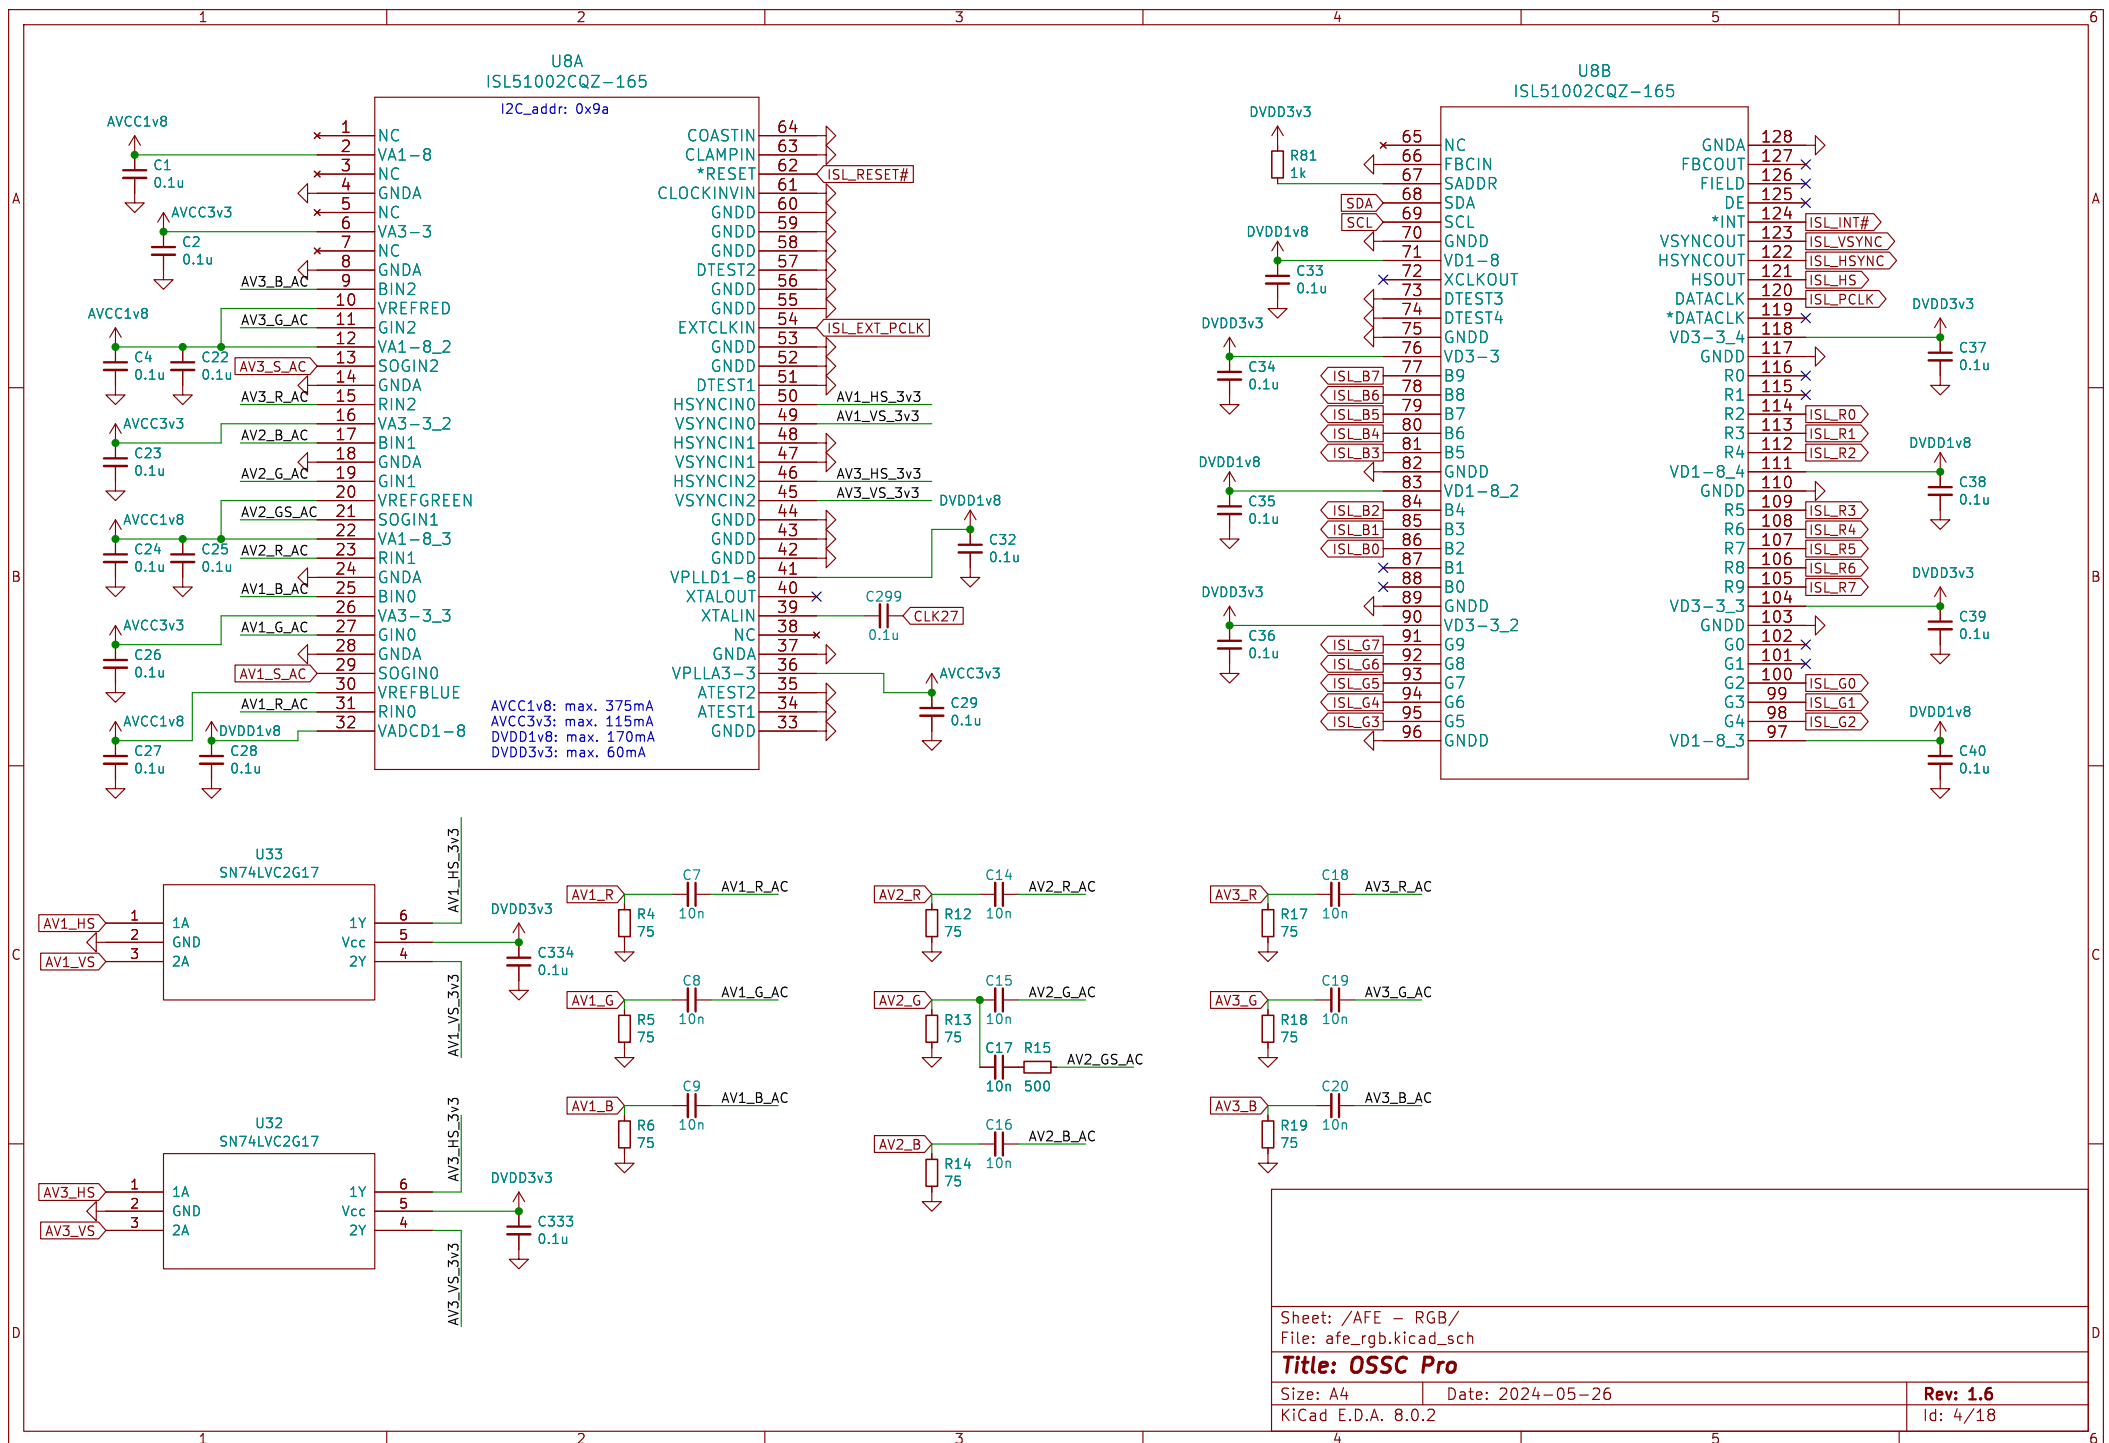 1 2 3 4 5 6
A
B
C
D
A
B
C
D
1 2 3 4 5 6
U8A
ISL51002CQZ-165
I2C_addr: 0x9a
1 NC
2 VA1-8
3 NC
4 GNDA
5 NC
6 VA3-3
7 NC
8 GNDA
AV3_B_AC 9 BIN2
10 VREFRED
AV3_G_AC 11 GIN2
12 VA1-8_2
AV3_S_AC 13 SOGIN2
14 GNDA
AV3_R_AC 15 RIN2
16 VA3-3_2
AV2_B_AC 17 BIN1
18 GNDA
AV2_G_AC 19 GIN1
20 VREFGREEN
AV2_GS_AC 21 SOGIN1
22 VA1-8_3
AV2_R_AC 23 RIN1
24 GNDA
AV1_B_AC 25 BIN0
26 VA3-3_3
AV1_G_AC 27 GIN0
28 GNDA
AV1_S_AC 29 SOGIN0
30 VREFBLUE
AV1_R_AC 31 RIN0
32 VADCD1-8
COASTIN 64
CLAMPIN 63
*RESET 62 ISL_RESET#
CLOCKINVIN 61
GNDD 60
GNDD 59
GNDD 58
DTEST2 57
GNDD 56
GNDD 55
EXTCLKIN 54 ISL_EXT_PCLK
GNDD 53
GNDD 52
DTEST1 51
HSYNCIN0 50 AV1_HS_3v3
VSYNCIN0 49 AV1_VS_3v3
HSYNCIN1 48
VSYNCIN1 47
HSYNCIN2 46 AV3_HS_3v3
VSYNCIN2 45 AV3_VS_3v3
GNDD 44
GNDD 43
GNDD 42
VPLLD1-8 41
XTALOUT 40
XTALIN 39
NC 38
GNDA 37
VPLLA3-3 36
ATEST2 35
ATEST1 34
GNDD 33
AVCC1v8: max. 375mA
AVCC3v3: max. 115mA
DVDD1v8: max. 170mA
DVDD3v3: max. 60mA
AVCC1v8
C1
0.1u
AVCC3v3
C2
0.1u
AVCC1v8
C4
0.1u
C22
0.1u
AVCC3v3
C23
0.1u
AVCC1v8
C24
0.1u
C25
0.1u
AVCC3v3
C26
0.1u
AVCC1v8
C27
0.1u
DVDD1v8
C28
0.1u
DVDD1v8
C32
0.1u
C299
0.1u
CLK27
AVCC3v3
C29
0.1u
U8B
ISL51002CQZ-165
65 NC
66 FBCIN
67 SADDR
SDA 68 SDA
SCL 69 SCL
70 GNDD
71 VD1-8
72 XCLKOUT
73 DTEST3
74 DTEST4
75 GNDD
76 VD3-3
ISL_B7 77 B9
ISL_B6 78 B8
ISL_B5 79 B7
ISL_B4 80 B6
ISL_B3 81 B5
82 GNDD
83 VD1-8_2
ISL_B2 84 B4
ISL_B1 85 B3
ISL_B0 86 B2
87 B1
88 B0
89 GNDD
90 VD3-3_2
ISL_G7 91 G9
ISL_G6 92 G8
ISL_G5 93 G7
ISL_G4 94 G6
ISL_G3 95 G5
96 GNDD
GNDA 128
FBCOUT 127
FIELD 126
DE 125
*INT 124 ISL_INT#
VSYNCOUT 123 ISL_VSYNC
HSYNCOUT 122 ISL_HSYNC
HSOUT 121 ISL_HS
DATACLK 120 ISL_PCLK
*DATACLK 119
VD3-3_4 118
GNDD 117
R0 116
R1 115
R2 114 ISL_R0
R3 113 ISL_R1
R4 112 ISL_R2
VD1-8_4 111
GNDD 110
R5 109 ISL_R3
R6 108 ISL_R4
R7 107 ISL_R5
R8 106 ISL_R6
R9 105 ISL_R7
VD3-3_3 104
GNDD 103
G0 102
G1 101
G2 100 ISL_G0
G3 99 ISL_G1
G4 98 ISL_G2
VD1-8_3 97
DVDD3v3
R81
1k
DVDD1v8
C33
0.1u
DVDD3v3
C34
0.1u
DVDD1v8
C35
0.1u
DVDD3v3
C36
0.1u
DVDD3v3
C37
0.1u
DVDD1v8
C38
0.1u
DVDD3v3
C39
0.1u
DVDD1v8
C40
0.1u
U33
SN74LVC2G17
AV1_HS 1 1A
2 GND
AV1_VS 3 2A
1Y 6
Vcc 5
2Y 4
AV1_HS_3v3
AV1_VS_3v3
DVDD3v3
C334
0.1u
U32
SN74LVC2G17
AV3_HS 1 1A
2 GND
AV3_VS 3 2A
1Y 6
Vcc 5
2Y 4
AV3_HS_3v3
AV3_VS_3v3
DVDD3v3
C333
0.1u
AV1_R
C7
10n
AV1_R_AC
R4
75
AV1_G
C8
10n
AV1_G_AC
R5
75
AV1_B
C9
10n
AV1_B_AC
R6
75
AV2_R
C14
10n
AV2_R_AC
R12
75
AV2_G
C15
10n
AV2_G_AC
R13
75
C17
10n
R15
500
AV2_GS_AC
AV2_B
C16
10n
AV2_B_AC
R14
75
AV3_R
C18
10n
AV3_R_AC
R17
75
AV3_G
C19
10n
AV3_G_AC
R18
75
AV3_B
C20
10n
AV3_B_AC
R19
75
Sheet: /AFE - RGB/
File: afe_rgb.kicad_sch
Title: OSSC Pro
Size: A4 Date: 2024-05-26 Rev: 1.6
KiCad E.D.A. 8.0.2 Id: 4/18